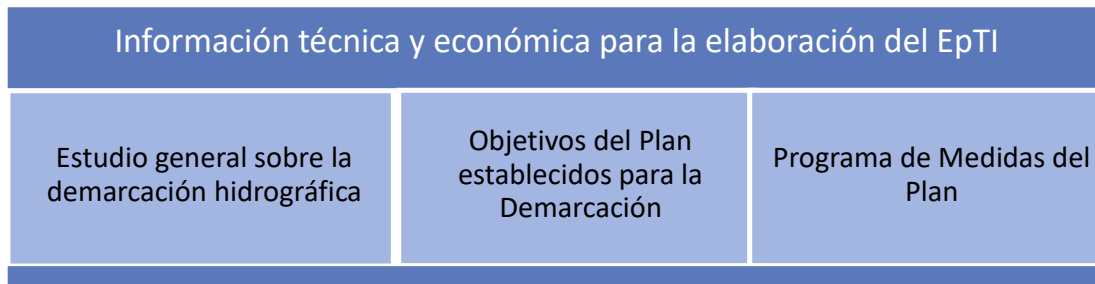 Información técnica y económica para la elaboración del EpTI
Estudio general sobre la
demarcación hidrográfica
Objetivos del Plan
establecidos para la
Demarcación
Programa de Medidas del
Plan